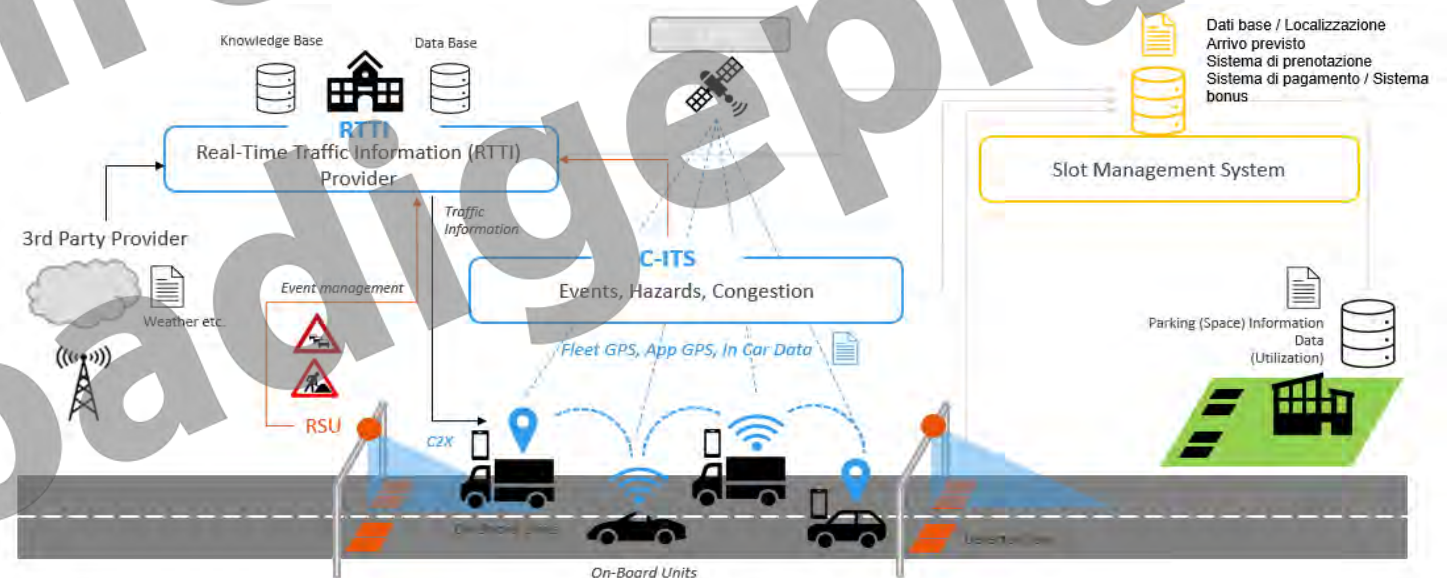 Knowledge Base
Data Base
RTTI
Real-Time Traffic Information (RTTI)
Provider
Dati base / Localizzazione
Arrivo previsto
Sistema di prenotazione
Sistema di pagamento / Sistema
bonus
Slot Management System
3rd Party Provider
Weather etc.
Traffic
Information
Event management
C-ITS
Events, Hazards, Congestion
Fleet GPS, App GPS, In Car Data
Parking (Space) Information
Data
(Utilization)
RSU
C2X
On-Board Units